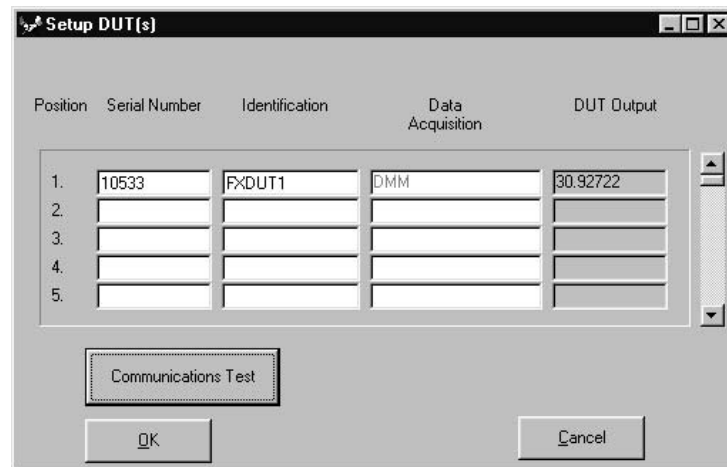 Setup DUT(s)
Position Serial Number Identification Data Acquisition DUT Output
1. 10533 FXDUT1 DMM 30.92722
2.
3.
4.
5.
Communications Test
OK Cancel